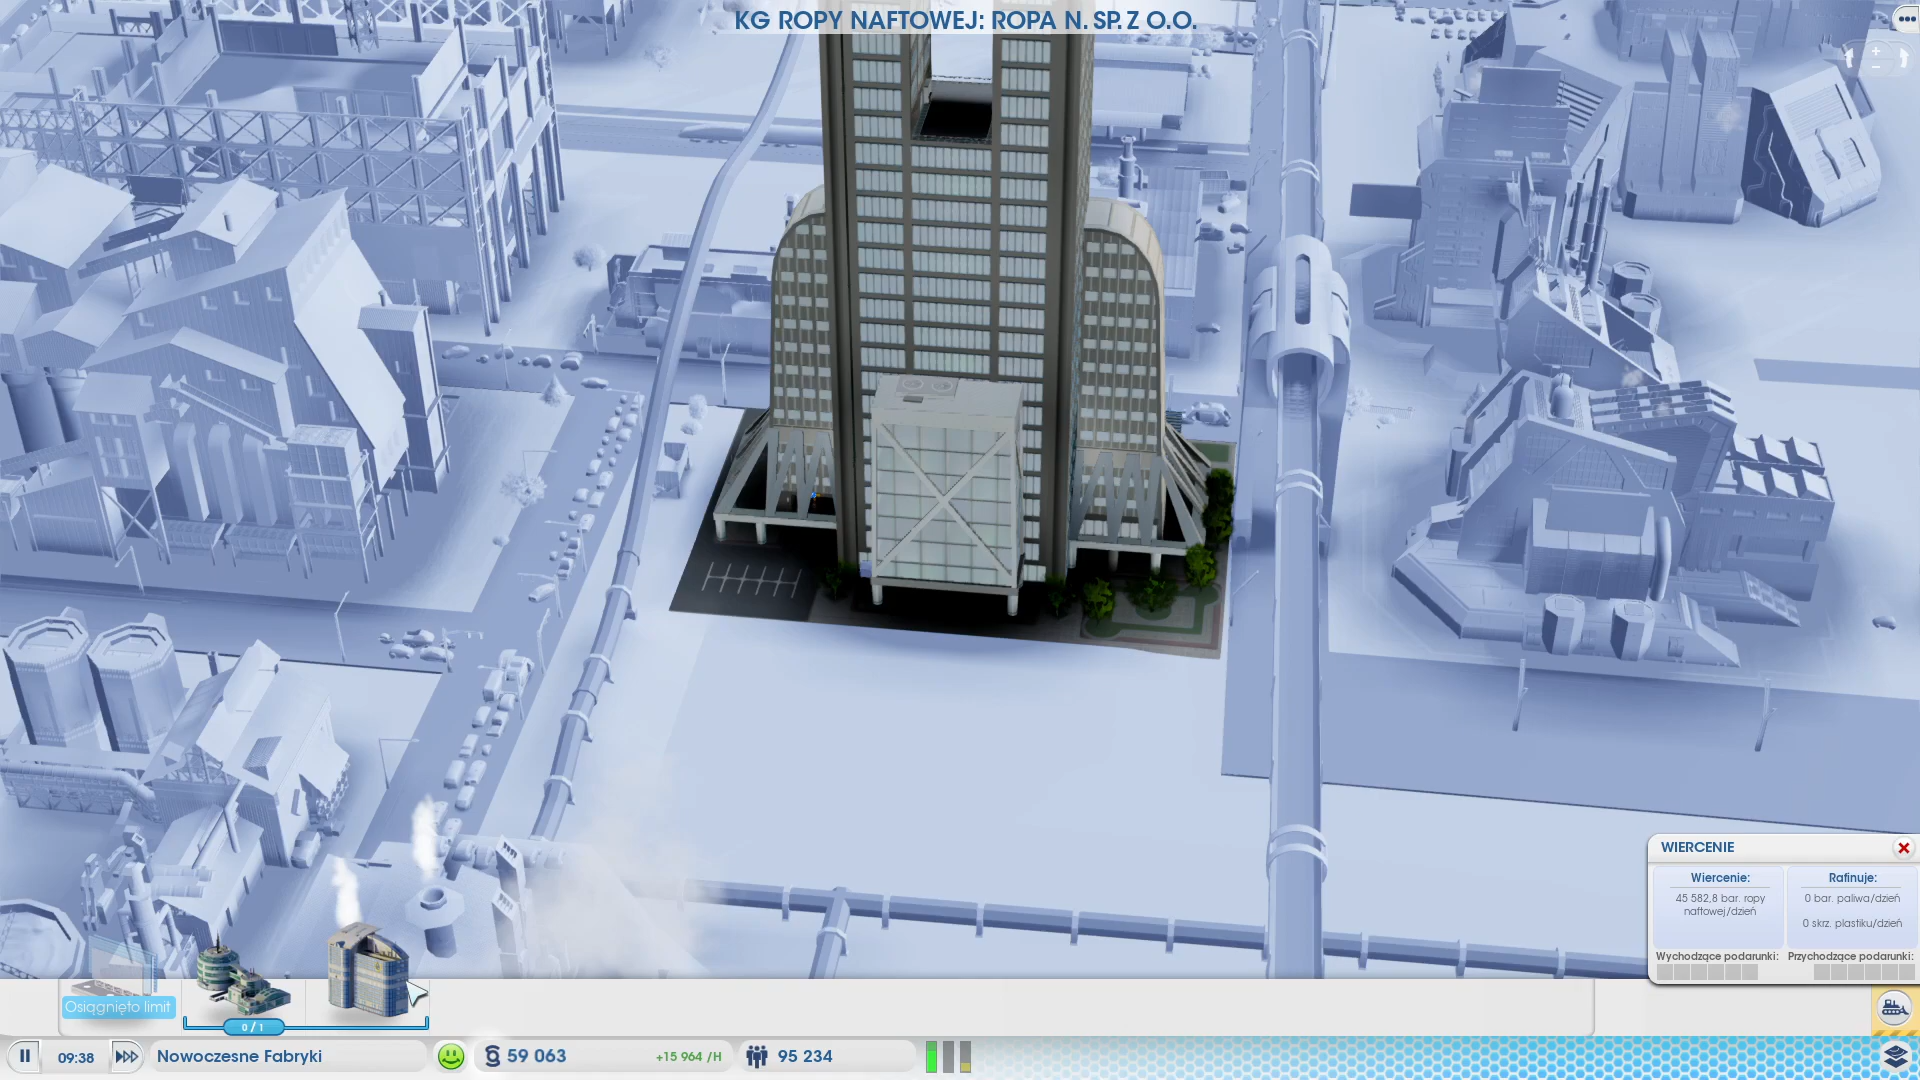 KG ROPY NAFTOWEJ: ROPA N. SP. Z O.O.
WIERCENIE
Wiercenie:
45 582,8 bar. ropy
naftowej/dzień
Rafinuje:
0 bar. paliwa/dzień
0 skrz. plastiku/dzień
Wychodzące podarunki:
Przychodzące podarunki:
Osiągnięto limit
0 / 1
09:38
Nowoczesne Fabryki
59 063
+15 964 /H
95 234